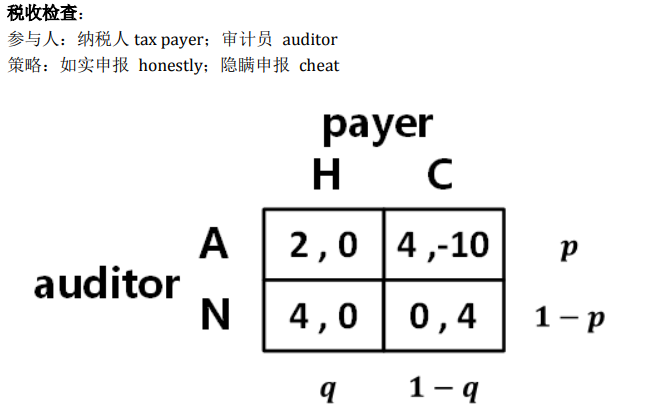 税收检查：
参与人：纳税人 tax payer；审计员 auditor
策略：如实申报 honestly；隐瞒申报 cheat
payer
H C
A 2 , 0 4 ,-10 p
auditor
N 4 , 0 0 , 4 1 − p
q 1 − q